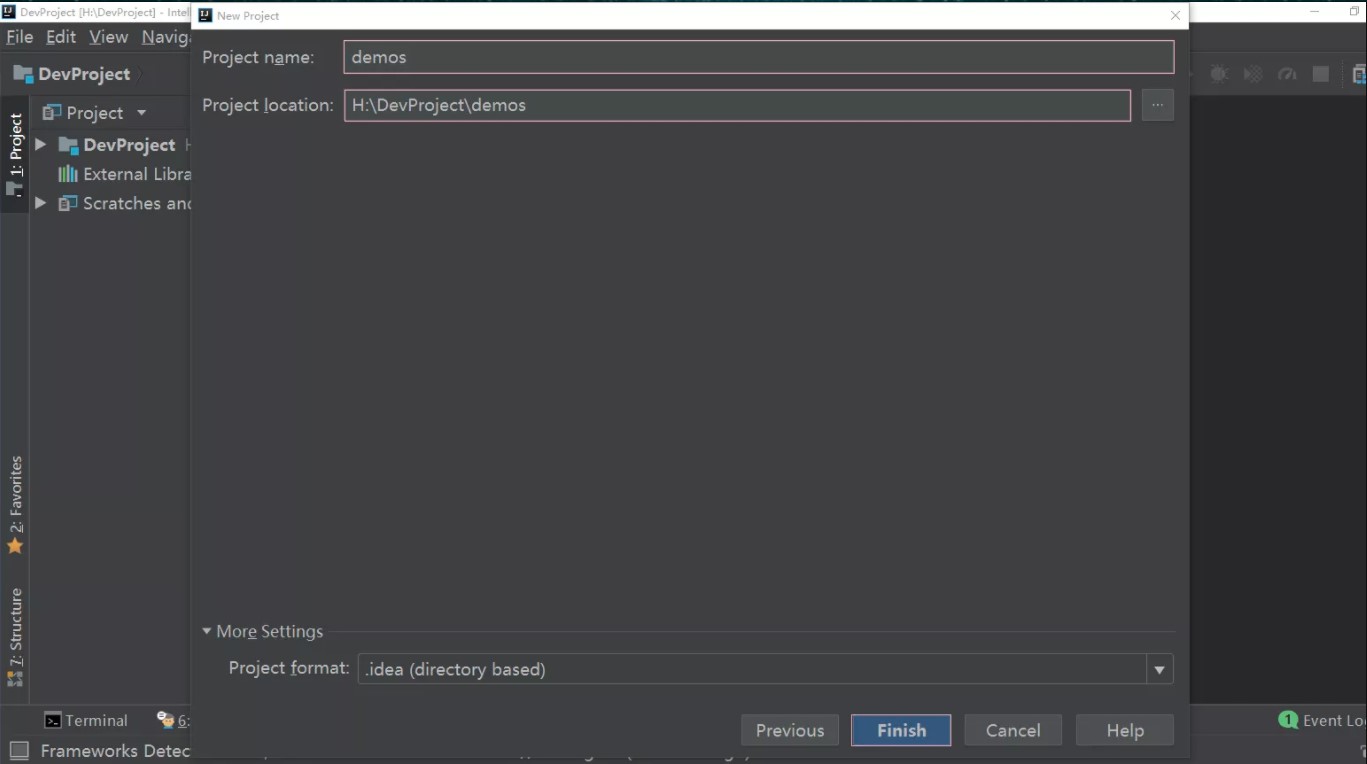 DevProject [H:\DevProject] - Intel
New Project
File Edit View Naviga
DevProject
Project name:
demos
Project location:
H:\DevProject\demos
...
1: Project
Project
DevProject
External Libra
Scratches and
2: Favorites
7: Structure
More Settings
Project format:
.idea (directory based)
Terminal
6:
Previous
Finish
Cancel
Help
1 Event Lo
Frameworks Detec